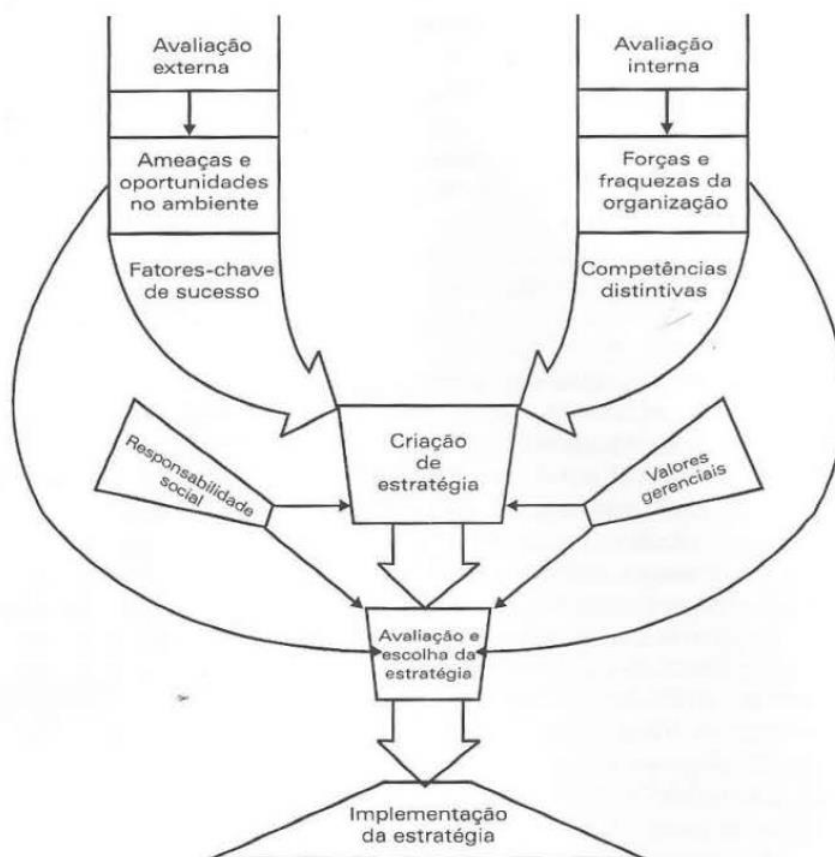 Avaliação
externa
Avaliação
interna
Ameaças e
oportunidades
no ambiente
Forças e
fraquezas da
organização
Fatores-chave
de sucesso
Competências
distintivas
Criação
de
estratégia
Responsabilidade
social
Valores
gerenciais
Avaliação e
escolha da
estratégia
Implementação
da estratégia